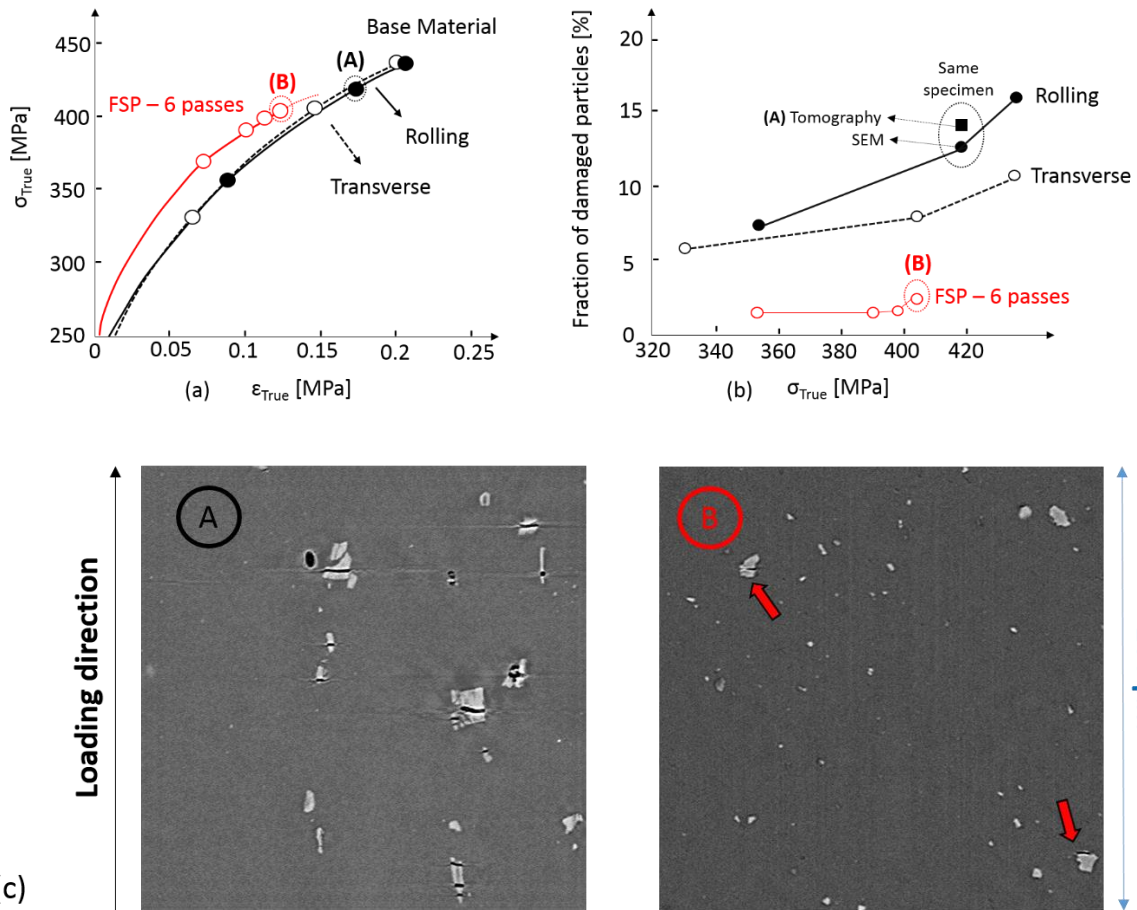 450
400
350
300
250
σTrue [MPa]
0
0.05
0.1
0.15
0.2
0.25
(a)
εTrue [MPa]
Base Material
(A)
(B)
FSP – 6 passes
Rolling
Transverse
20
15
10
5
0
Fraction of damaged particles [%]
320
360
400
420
(b)
σTrue [MPa]
Same
specimen
(A) Tomography
SEM
Rolling
Transverse
(B)
FSP – 6 passes
Loading direction
A
B
(c)